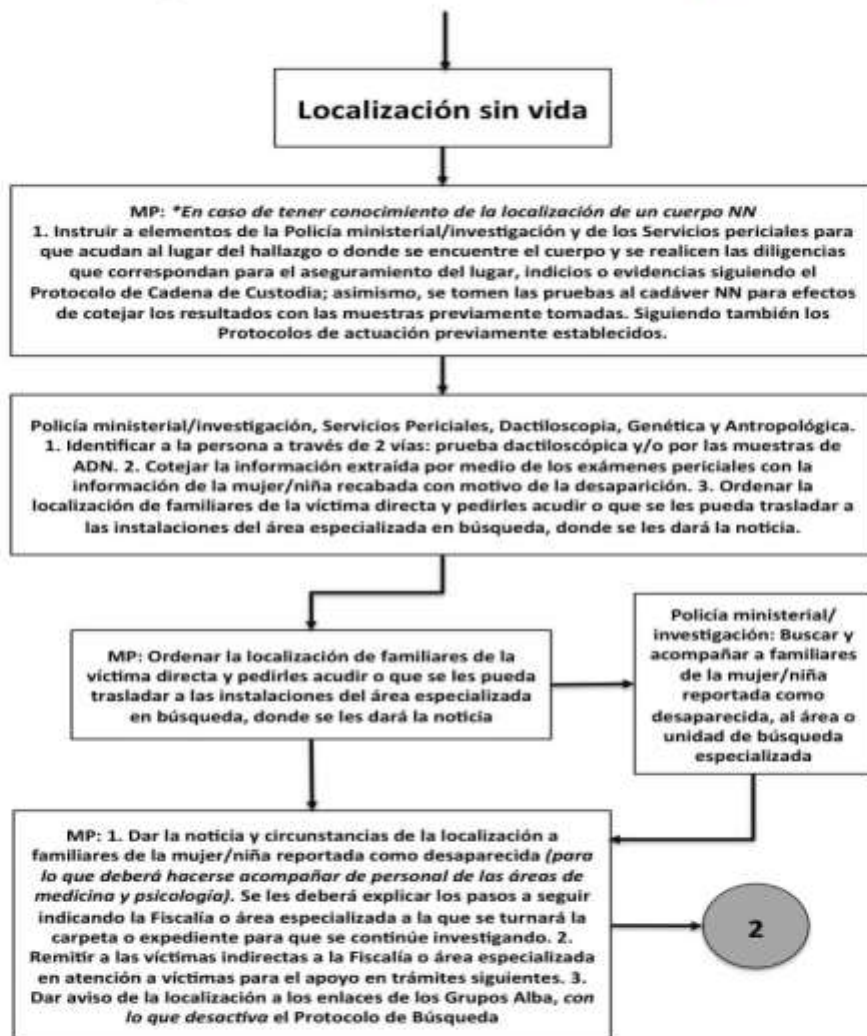 Localización sin vida
MP: *En caso de tener conocimiento de la localización de un cuerpo NN
1. Instruir a elementos de la Policía ministerial/investigación y de los Servicios periciales para
que acudan al lugar del hallazgo o donde se encuentre el cuerpo y se realicen las diligencias
que correspondan para el aseguramiento del lugar, indicios o evidencias siguiendo el
Protocolo de Cadena de Custodia; asimismo, se tomen las pruebas al cadáver NN para efectos
de cotejar los resultados con las muestras previamente tomadas. Siguiendo también los
Protocolos de actuación previamente establecidos.
Policía ministerial/investigación, Servicios Periciales, Dactiloscopia, Genética y Antropológica.
1. Identificar a la persona a través de 2 vías: prueba dactiloscópica y/o por las muestras de
ADN. 2. Cotejar la información extraída por medio de los exámenes periciales con la
información de la mujer/niña recabada con motivo de la desaparición. 3. Ordenar la
localización de familiares de la víctima directa y pedirles acudir o que se les pueda trasladar a
las instalaciones del área especializada en búsqueda, donde se les dará la noticia.
MP: Ordenar la localización de familiares de la
víctima directa y pedirles acudir o que se les pueda
trasladar a las instalaciones del área especializada
en búsqueda, donde se les dará la noticia
Policía ministerial/
investigación: Buscar y
acompañar a familiares
de la mujer/niña
reportada como
desaparecida, al área o
unidad de búsqueda
especializada
MP: 1. Dar la noticia y circunstancias de la localización a
familiares de la mujer/niña reportada como desaparecida (para
lo que deberá hacerse acompañar de personal de las áreas de
medicina y psicología). Se les deberá explicar los pasos a seguir
indicando la Fiscalía o área especializada a la que se turnará la
carpeta o expediente para que se continúe investigando. 2.
Remitir a las víctimas indirectas a la Fiscalía o área especializada
en atención a víctimas para el apoyo en trámites siguientes. 3.
Dar aviso de la localización a los enlaces de los Grupos Alba, con
lo que desactiva el Protocolo de Búsqueda
2